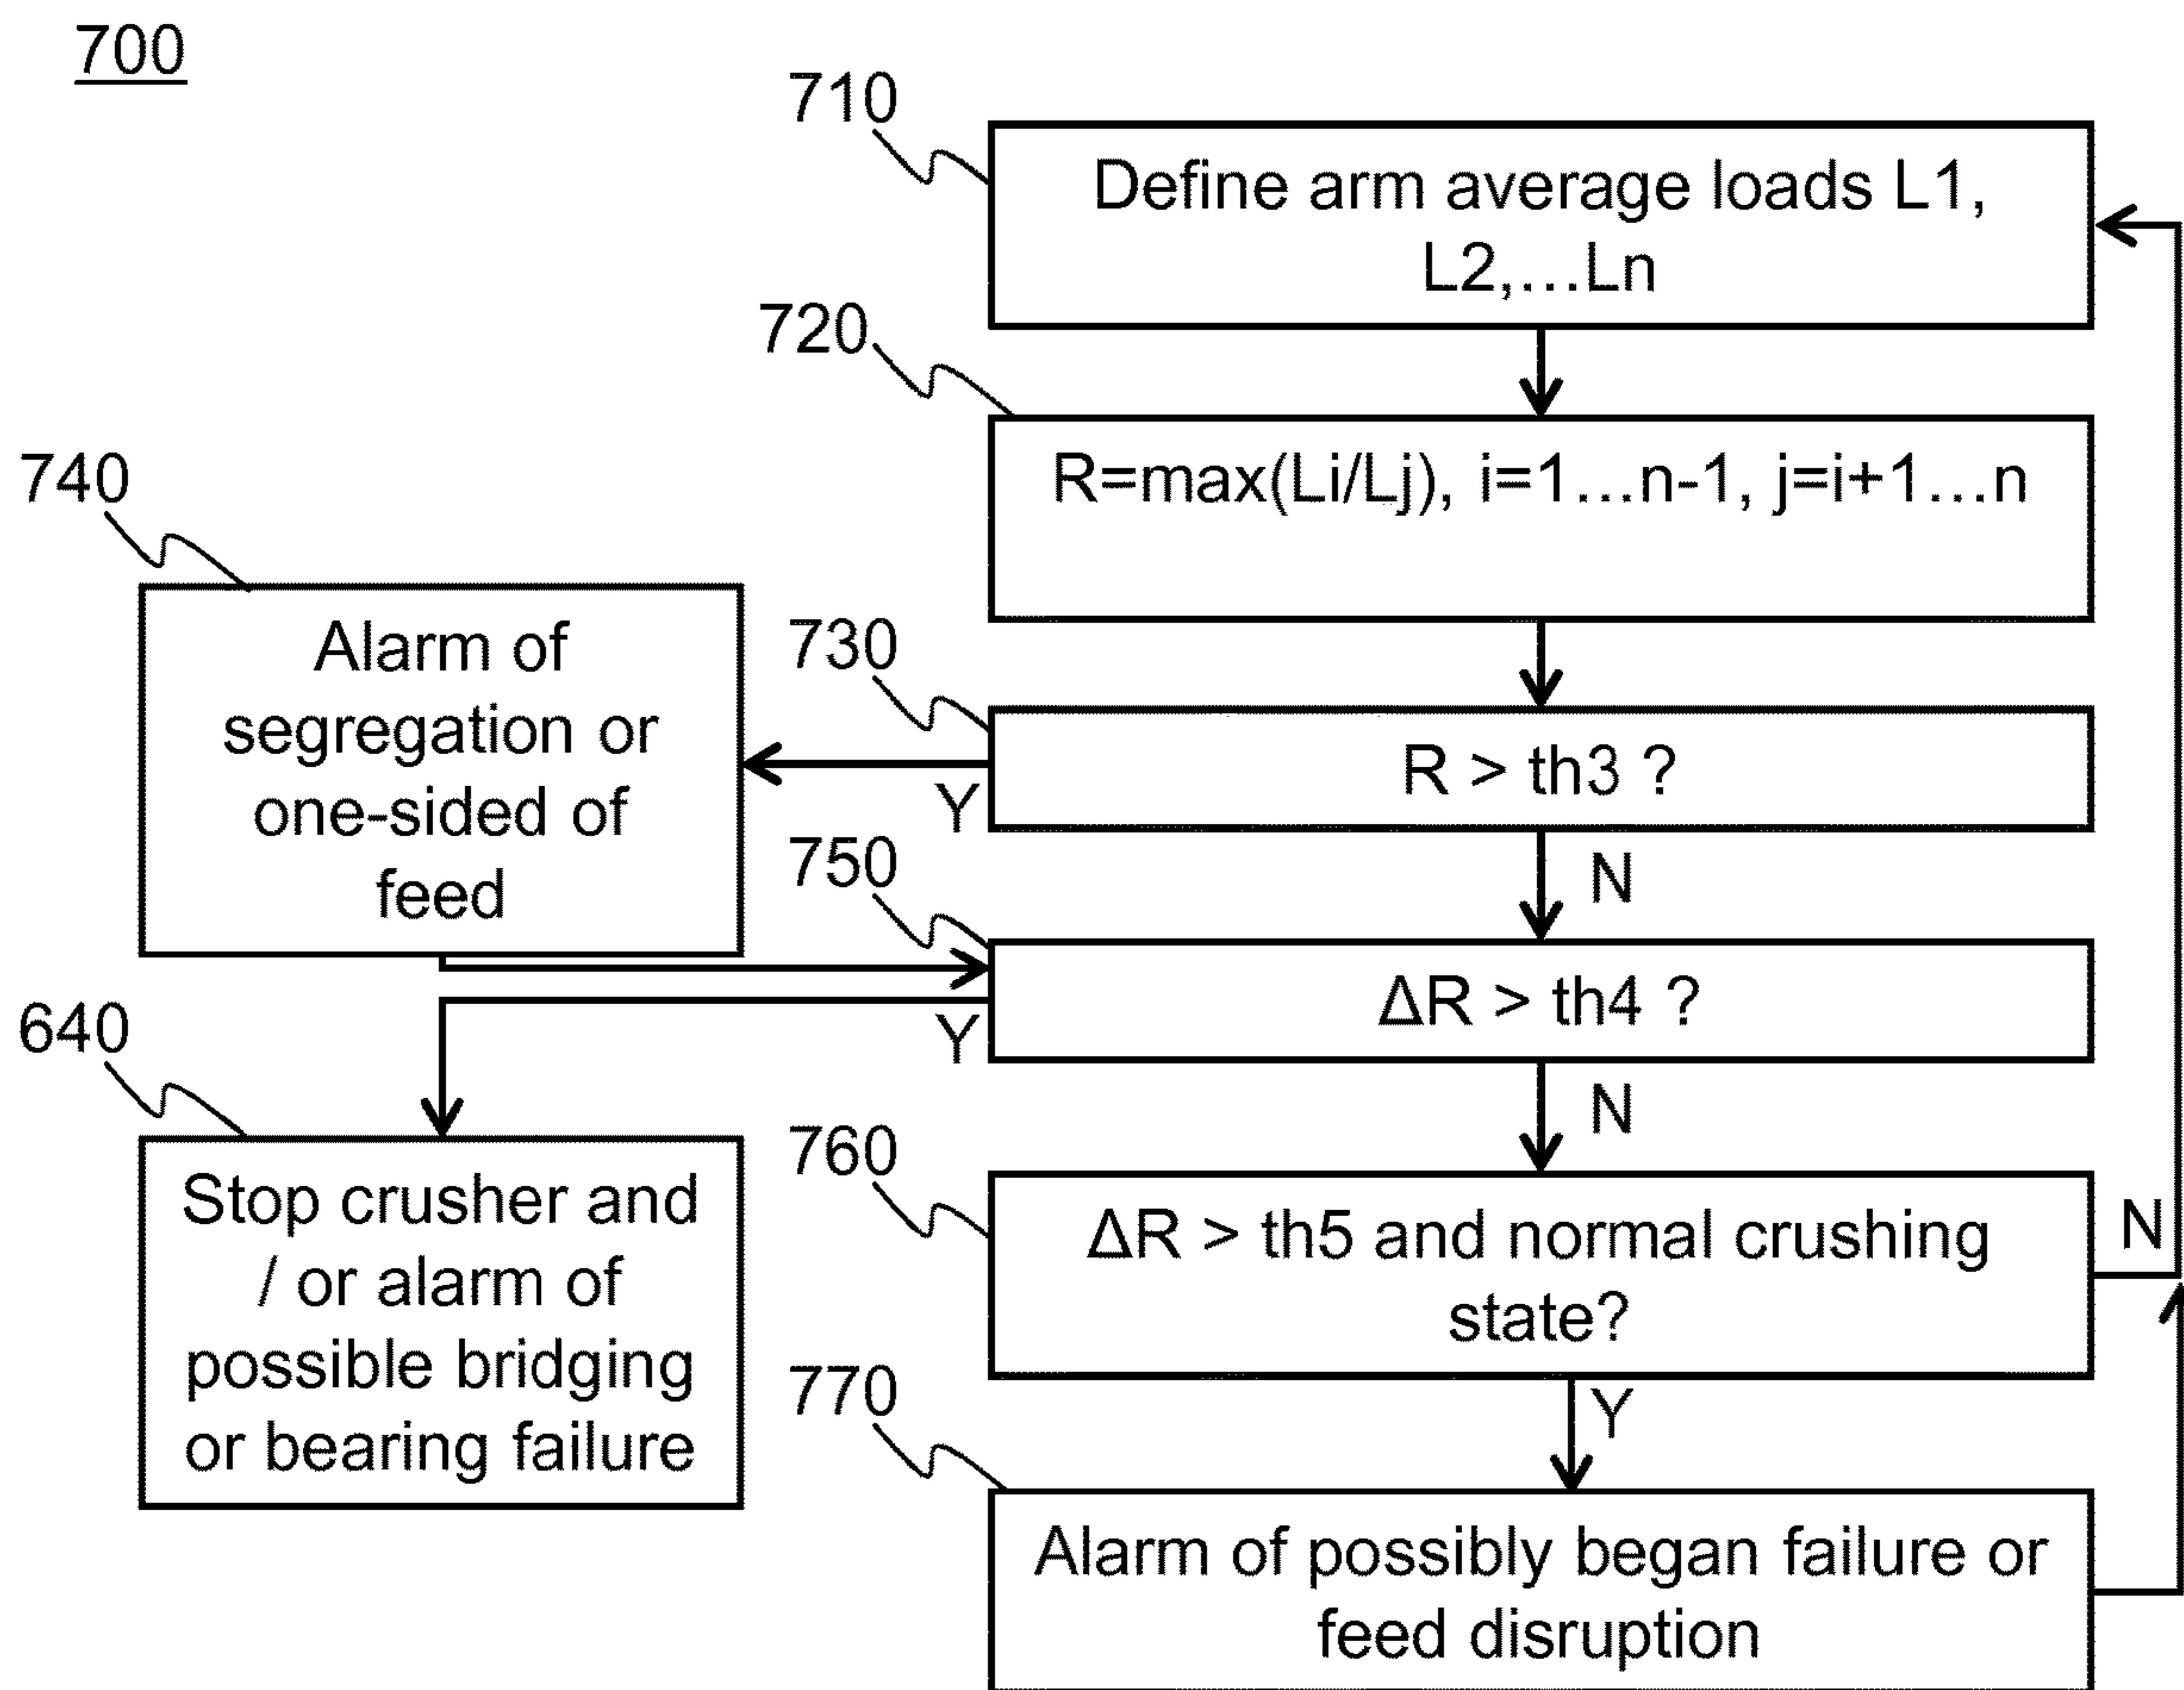 700
710
Define arm average loads L1,
L2,...Ln
720
R=max(Li/Lj), i=1...n-1, j=i+1...n
740
Alarm of
segregation or
one-sided of
feed
730
R > th3 ?
Y
N
750
ΔR > th4 ?
Y
N
640
Stop crusher and
/ or alarm of
possible bridging
or bearing failure
760
ΔR > th5 and normal crushing
state?
N
Y
770
Alarm of possibly began failure or
feed disruption